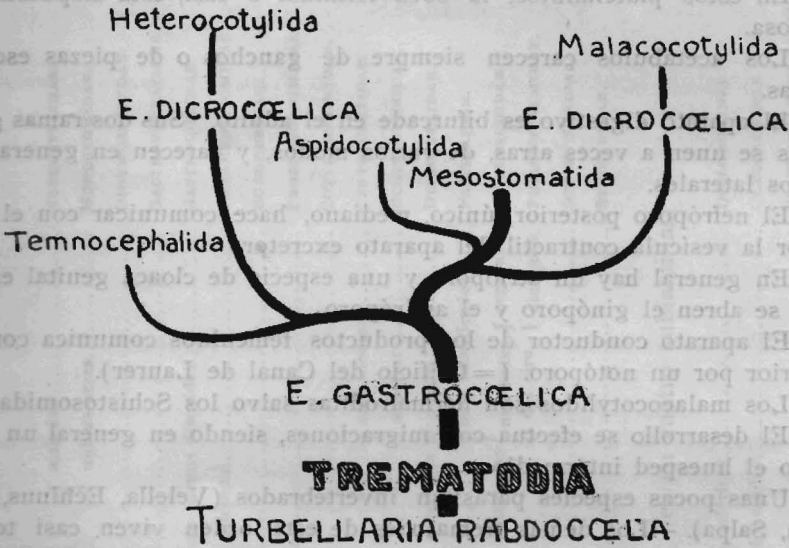 Heterocotylida
Malacocotylida
E. DICROCŒLICA
E. DICROCŒLICA
Aspidocotylida
Mesostomatida
Temnocephalida
E. GASTROCŒLICA
TREMATODIA
TURBELLARIA RABDOCŒLA